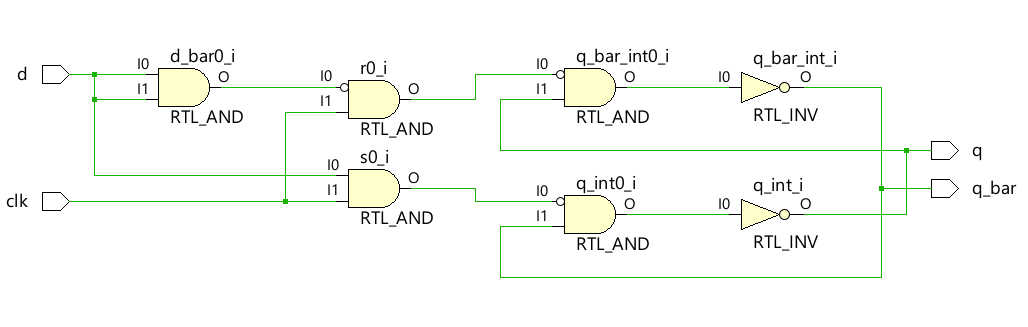 d
clk
d_bar0_i
I0
I1
O
RTL_AND
r0_i
I0
I1
O
RTL_AND
s0_i
I0
I1
O
RTL_AND
q_bar_int0_i
I0
I1
O
RTL_AND
q_int0_i
I0
I1
O
RTL_AND
q_bar_int_i
I0
O
RTL_INV
q_int_i
I0
O
RTL_INV
q
q_bar